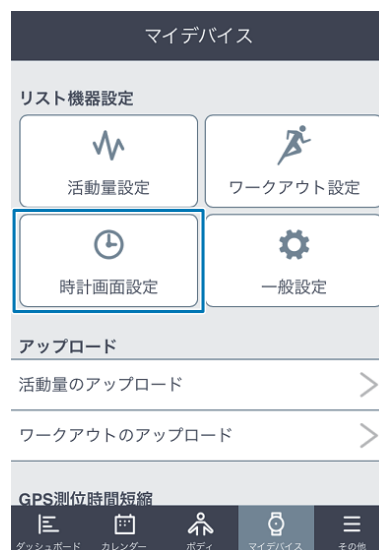 マイデバイス
リスト機器設定
活動量設定
ワークアウト設定
時計画面設定
一般設定
アップロード
活動量のアップロード
ワークアウトのアップロード
GPS測位時間短縮
ダッシュボード カレンダー ボディ マイデバイス その他